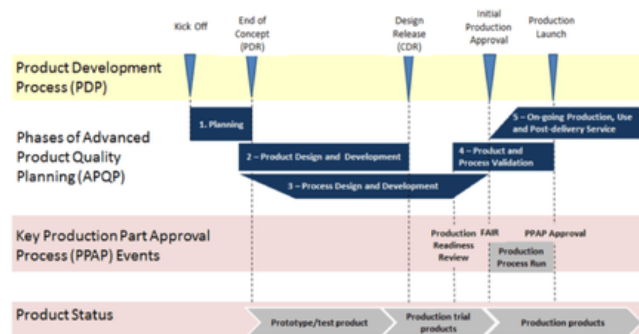 Kick Off
End of
Concept
(PDR)
Design
Release
(CDR)
Initial
Production
Approval
Production
Launch
Product Development
Process (PDP)
Phases of Advanced
Product Quality
Planning (APQP)
1. Planning
2 – Product Design and Development
3 – Process Design and Development
4 – Product and
Process Validation
5 – On-going Production, Use
and Post-delivery Service
Key Production Part Approval
Process (PPAP) Events
Production
Readiness
Review
FAIR
PPAP Approval
Production
Process Run
Product Status
Prototype/test product
Production trial
products
Production products